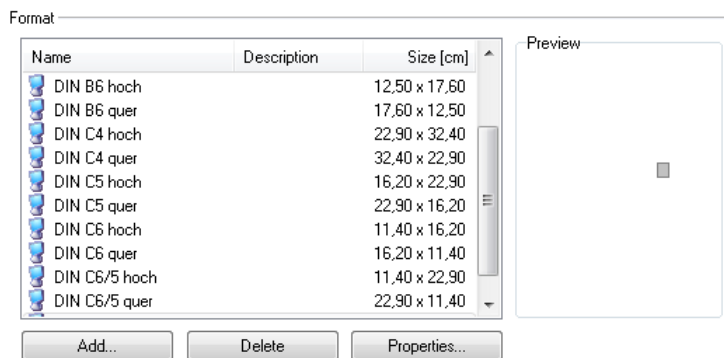 Format
Name Description Size [cm] Preview
DIN B6 hoch 12,50 x 17,60
DIN B6 quer 17,60 x 12,50
DIN C4 hoch 22,90 x 32,40
DIN C4 quer 32,40 x 22,90
DIN C5 hoch 16,20 x 22,90
DIN C5 quer 22,90 x 16,20
DIN C6 hoch 11,40 x 16,20
DIN C6 quer 16,20 x 11,40
DIN C6/5 hoch 11,40 x 22,90
DIN C6/5 quer 22,90 x 11,40
Add... Delete Properties...